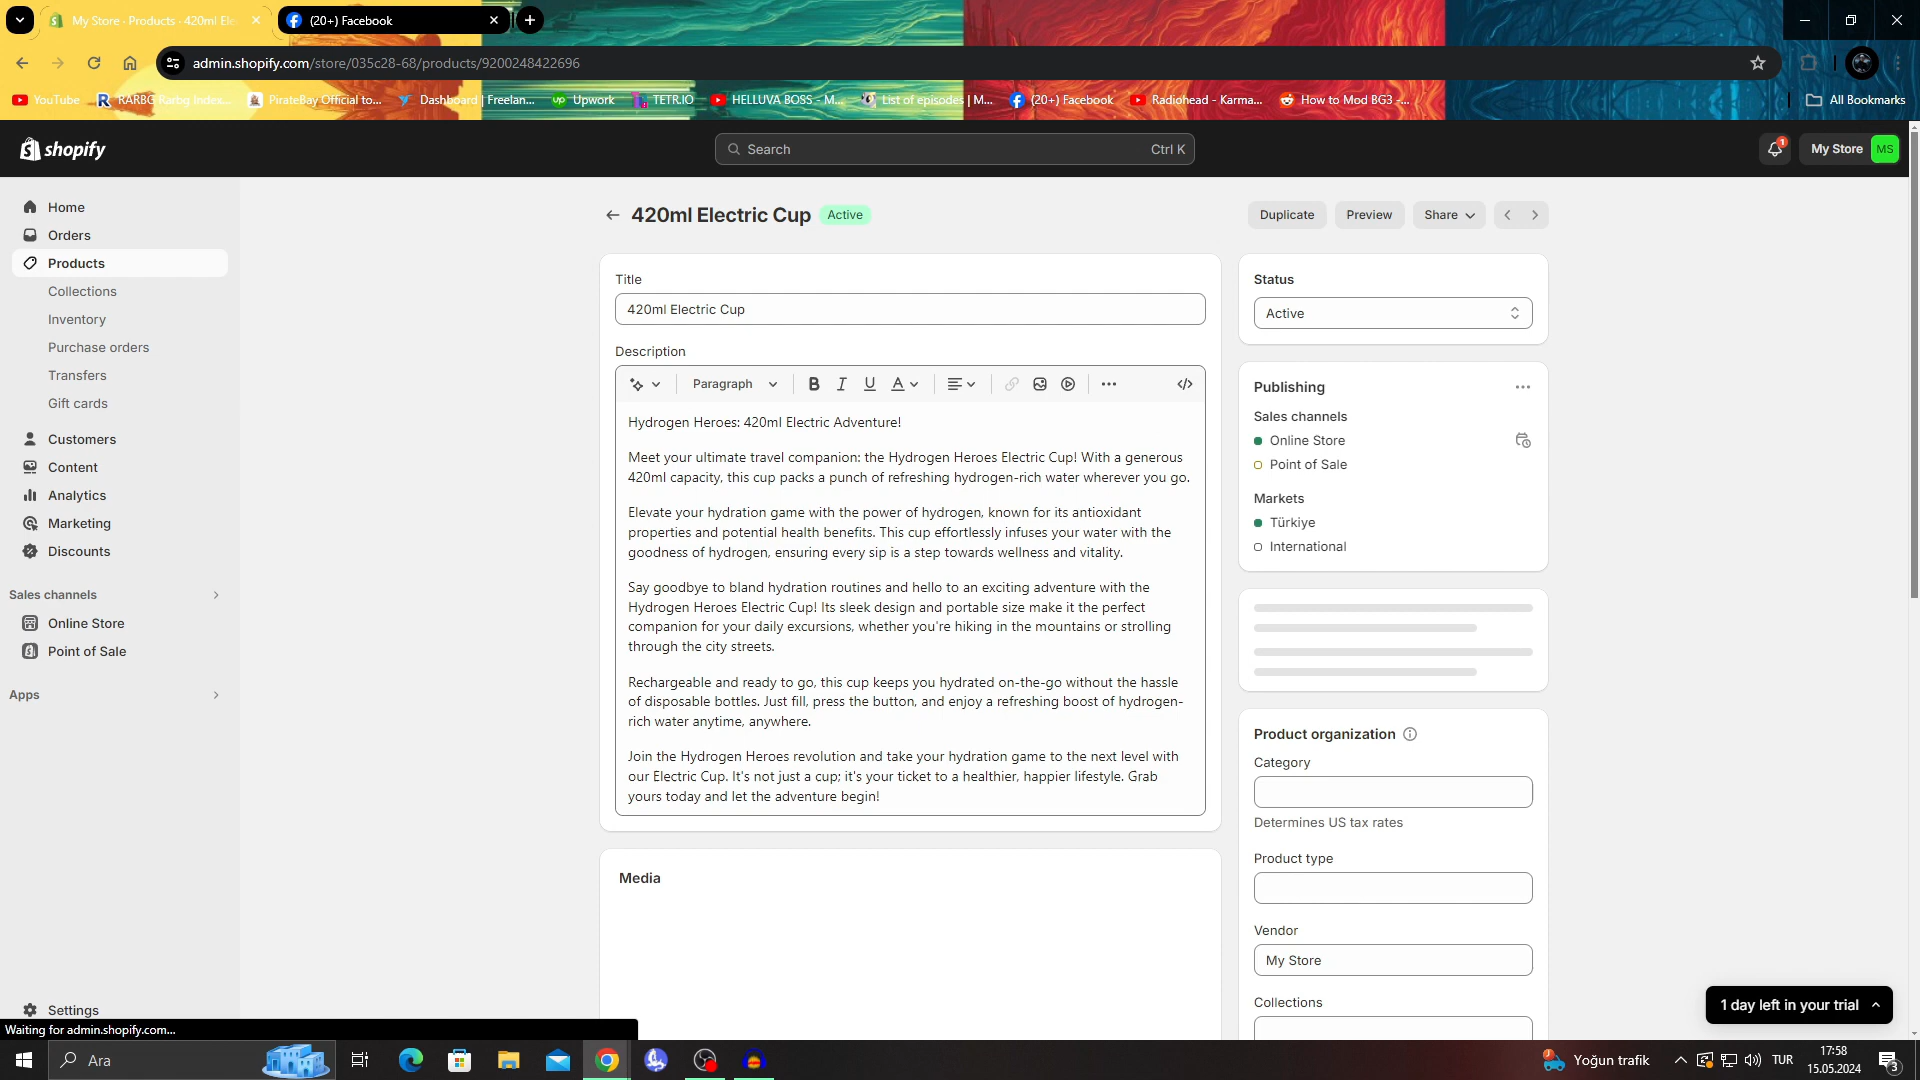 My Store · Products · 420ml Ele
(20+) Facebook
admin.shopify.com/store/035c28-68/products/9200248422696
YouTube
RARBG Rarbg Index...
PirateBay Official to...
Dashboard | Freelan...
Upwork
TETR.IO
HELLUVA BOSS - M...
List of episodes | M...
(20+) Facebook
Radiohead - Karma...
How to Mod BG3 -...
All Bookmarks
shopify
Search
Ctrl K
1
My Store
MS
Home
Orders
Products
Collections
Inventory
Purchase orders
Transfers
Gift cards
Customers
Content
Analytics
Marketing
Discounts
Sales channels
Online Store
Point of Sale
Apps
Settings
420ml Electric Cup
Active
Duplicate
Preview
Share
Title
420ml Electric Cup
Description
Paragraph
B I U A
Hydrogen Heroes: 420ml Electric Adventure!
Meet your ultimate travel companion: the Hydrogen Heroes Electric Cup! With a generous
420ml capacity, this cup packs a punch of refreshing hydrogen-rich water wherever you go.
Elevate your hydration game with the power of hydrogen, known for its antioxidant
properties and potential health benefits. This cup effortlessly infuses your water with the
goodness of hydrogen, ensuring every sip is a step towards wellness and vitality.
Say goodbye to bland hydration routines and hello to an exciting adventure with the
Hydrogen Heroes Electric Cup! Its sleek design and portable size make it the perfect
companion for your daily excursions, whether you're hiking in the mountains or strolling
through the city streets.
Rechargeable and ready to go, this cup keeps you hydrated on-the-go without the hassle
of disposable bottles. Just fill, press the button, and enjoy a refreshing boost of hydrogen-
rich water anytime, anywhere.
Join the Hydrogen Heroes revolution and take your hydration game to the next level with
our Electric Cup. It's not just a cup; it's your ticket to a healthier, happier lifestyle. Grab
yours today and let the adventure begin!
Media
Status
Active
Publishing
Sales channels
Online Store
Point of Sale
Markets
Türkiye
International
Product organization
Category
Determines US tax rates
Product type
Vendor
My Store
Collections
1 day left in your trial
Waiting for admin.shopify.com...
Ara
Yoğun trafik
TUR
17:58
15.05.2024
3